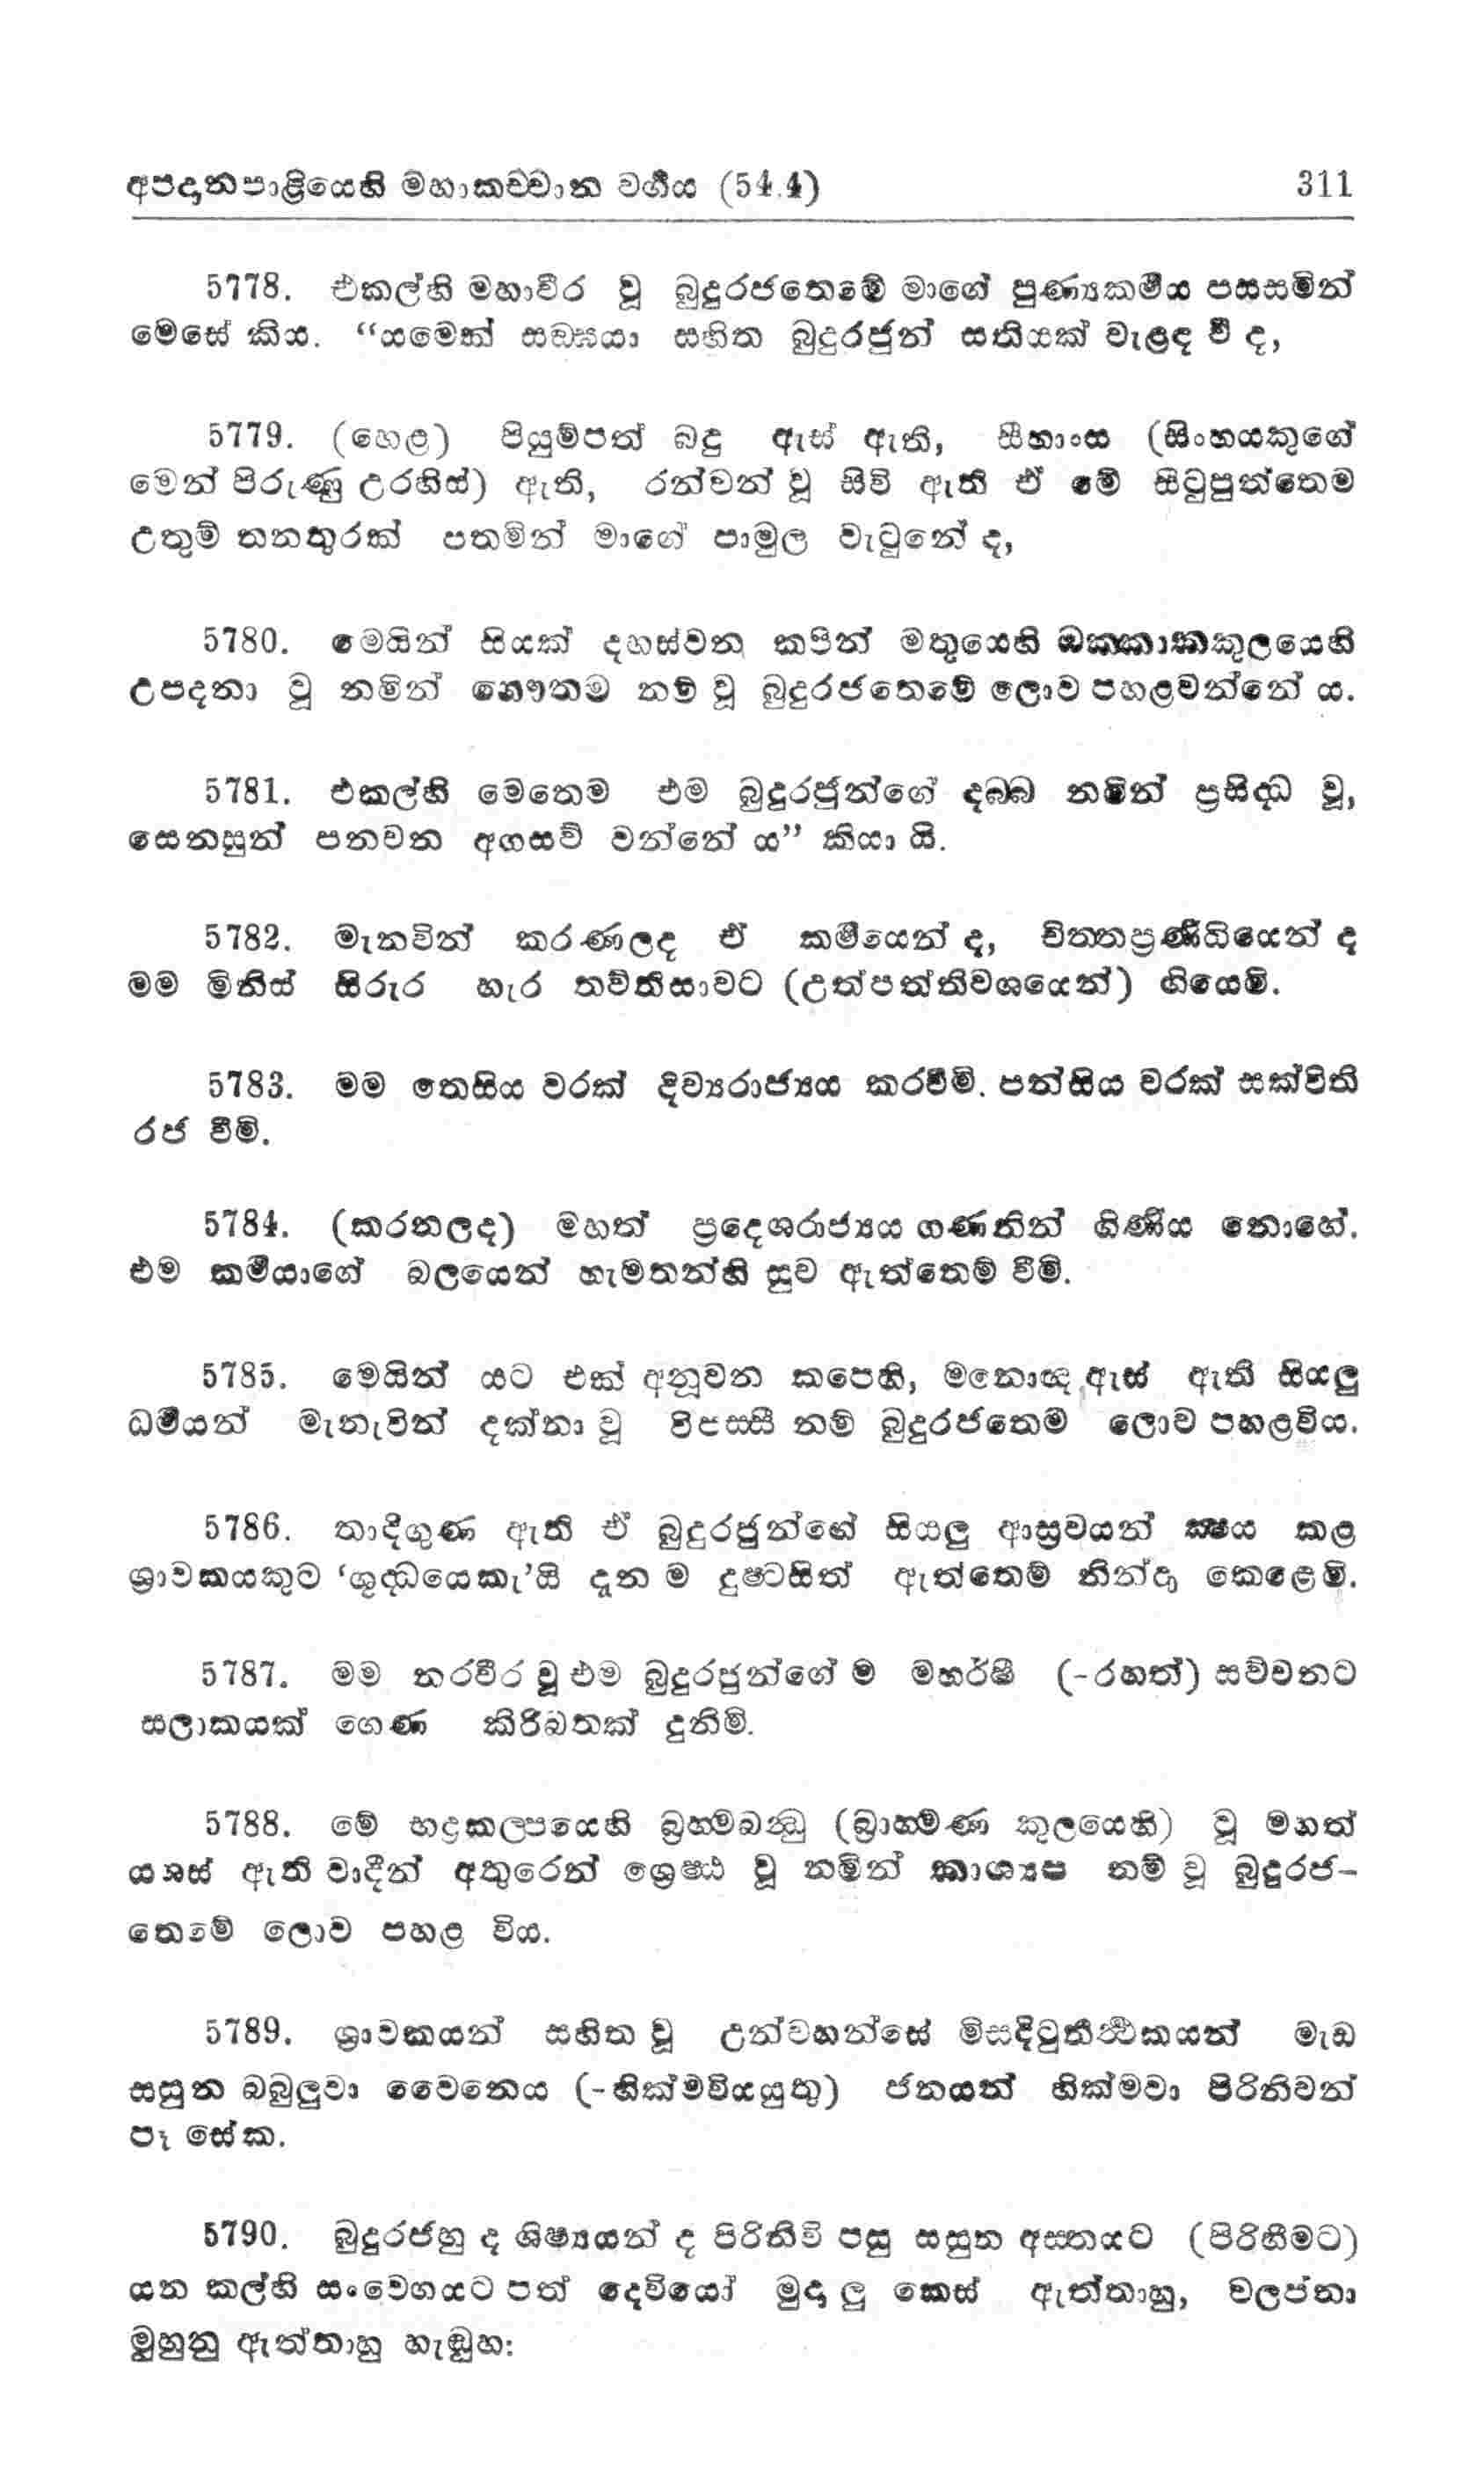 අපදානපාළියෙහි මහාකච්චාන වර්ගය (54.4) 311
5778. එකල්හි මහාවීර වූ බුදුරජතෙමේ මාගේ පුණ්‍යකර්මය පසසමින්
මෙසේ කිය. “යමෙක් සඞ්ඝයා සහිත බුදුරජුන් සතියක් වැළඳ වී ද,
5779. (හෙළ) පියුම්පත් බඳු ඇස් ඇති, සිහාංස (සිංහයකුගේ
මෙන් පිරුණු උරහිස්) ඇති, රන්වන් වූ සිවි ඇති ඒ මේ සිටුපුත්තෙම
උතුම් තනතුරක් පතමින් මාගේ පාමුල වැටුනේ ද,
5780. මෙයින් සියක් දහස්වන කපින් මතුයෙහි ඔක්කාකකුලයෙහි
උපදනා වූ නමින් ගෞතම නම් වූ බුදුරජතෙමේ ලොව පහළවන්නේ ය.
5781. එකල්හි මෙතෙම එම බුදුරජුන්ගේ දබ්බ නමින් ප්‍රසිද්ධ වූ,
සෙනසුන් පනවන අගසව් වන්නේ ය” කියා යි.
5782. මැනවින් කරණලද ඒ කර්මයෙන් ද, චිත්තප්‍රණීධියෙන් ද
මම මිනිස් සිරුර හැර තව්තිසාවට (උත්පත්තිවශයෙන්) ගියෙමි.
5783. මම තෙසිය වරක් දිව්‍යරාජ්‍යය කරවීමි. පන්සිය වරක් සක්විති
රජ වීමි.
5784. (කරනලද) මහත් ප්‍රදෙශරාජ්‍යය ගණනින් ගිණිය නොහේ.
එම කර්මයාගේ බලයෙන් හැමතන්හි සුව ඇත්තෙම් වීමි.
5785. මෙයින් යට එක් අනූවන කපෙහි, මනොඥ ඇස් ඇති සියලු
ධර්මයන් මැනැවින් දක්නා වූ විපස්සී නම් බුදුරජතෙම ලොව පහළවිය.
5786. තාදිගුණ ඇති ඒ බුදුරජුන්ගේ සියලු ආස්‍රවයන් ක්‍ෂය කළ
ශ්‍රාවකයකුට ‘ශුද්ධයෙකැ’යි දැන ම දුෂ්ටසිත් ඇත්තෙම් නින්දා කෙළෙමි.
5787. මම නරවීර වූ එම බුදුරජුන්ගේ ම මහර්ෂි (-රහත්) සව්වනට
සලාකයක් ගෙණ කිරිබතක් දුනිමි.
5788. මේ භද්‍රකල්පයෙහි බ්‍රහ්මබන්ධු (බ්‍රාහ්මණ කුලයෙහි) වූ මහත්
යශස් ඇති වාදීන් අතුරෙන් ශ්‍රෙෂ්ඨ වූ නමින් කාශ්‍යප නම් වූ බුදුරජ-
තෙමේ ලොව පහළ විය.
5789. ශ්‍රාවකයන් සහිත වූ උන්වහන්සේ මිසදිටුතීර්ථකයන් මැඩ
සසුන බබුලුවා වෛනෙය (-හික්මවියයුතු) ජනයන් හික්මවා පිරිනිවන්
පෑ සේක.
5790. බුදුරජහු ද ශිෂ්‍යයන් ද පිරිනිවි පසු සසුන අස්තයට (පිරිහීමට)
යන කල්හි සංවෙගයට පත් දෙවියෝ මුදා ලු කෙස් ඇත්තාහු, වලප්නා
මුහුනු ඇත්තාහු හැඬූහ: